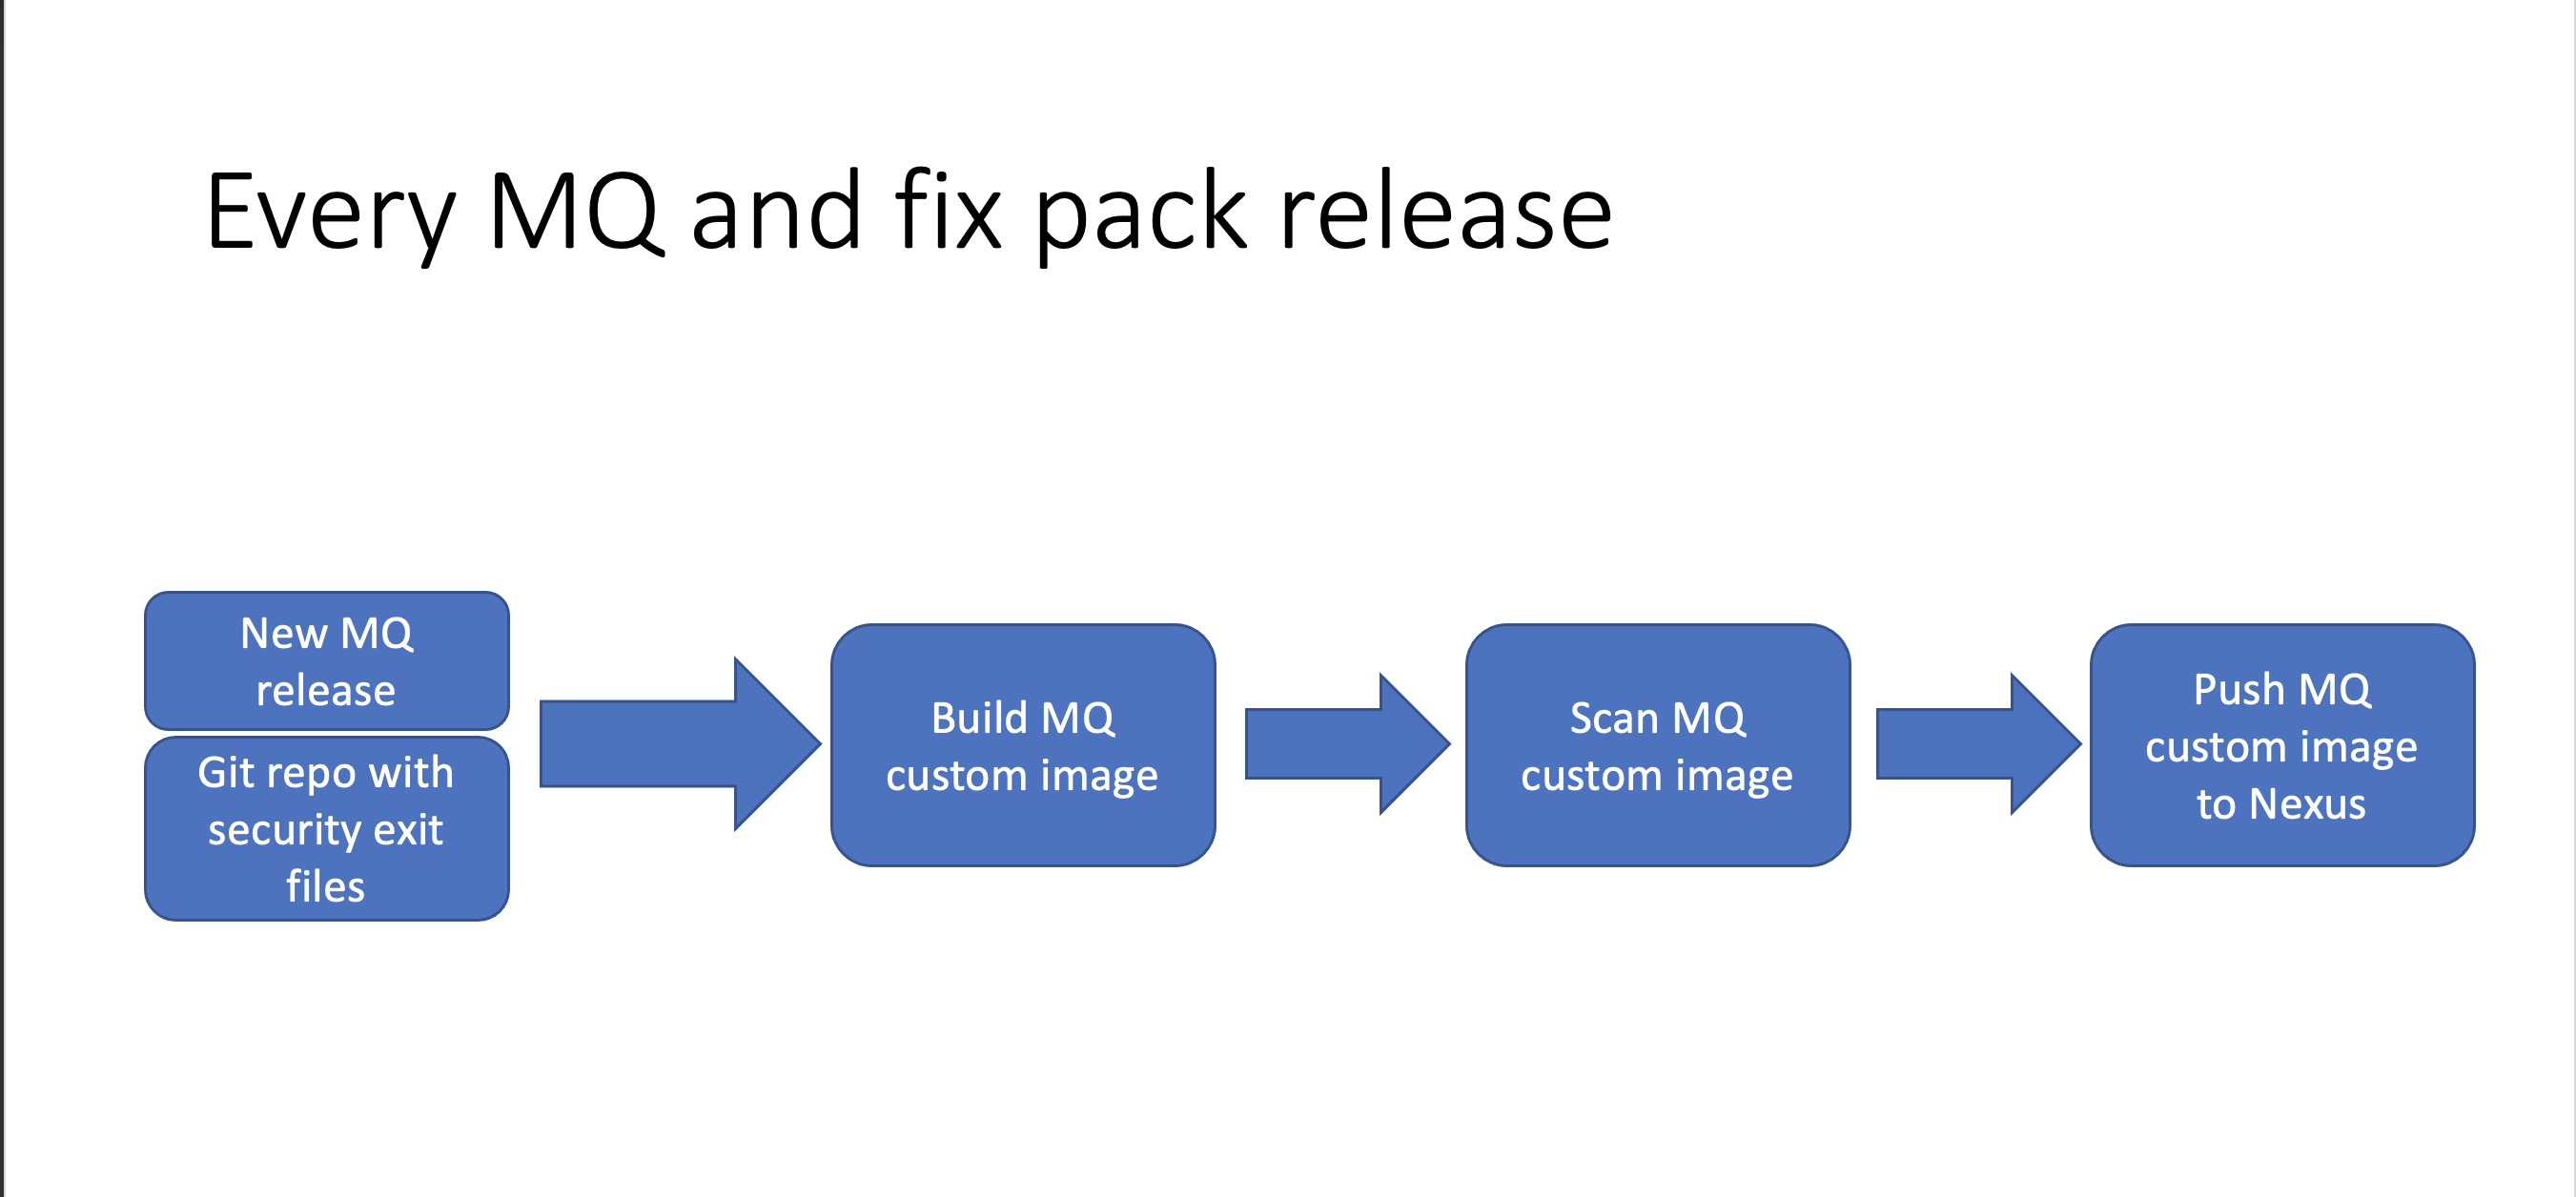 Every MQ and fix pack release
New MQ
release
Git repo with
security exit
files
Build MQ
custom image
Scan MQ
custom image
Push MQ
custom image
to Nexus